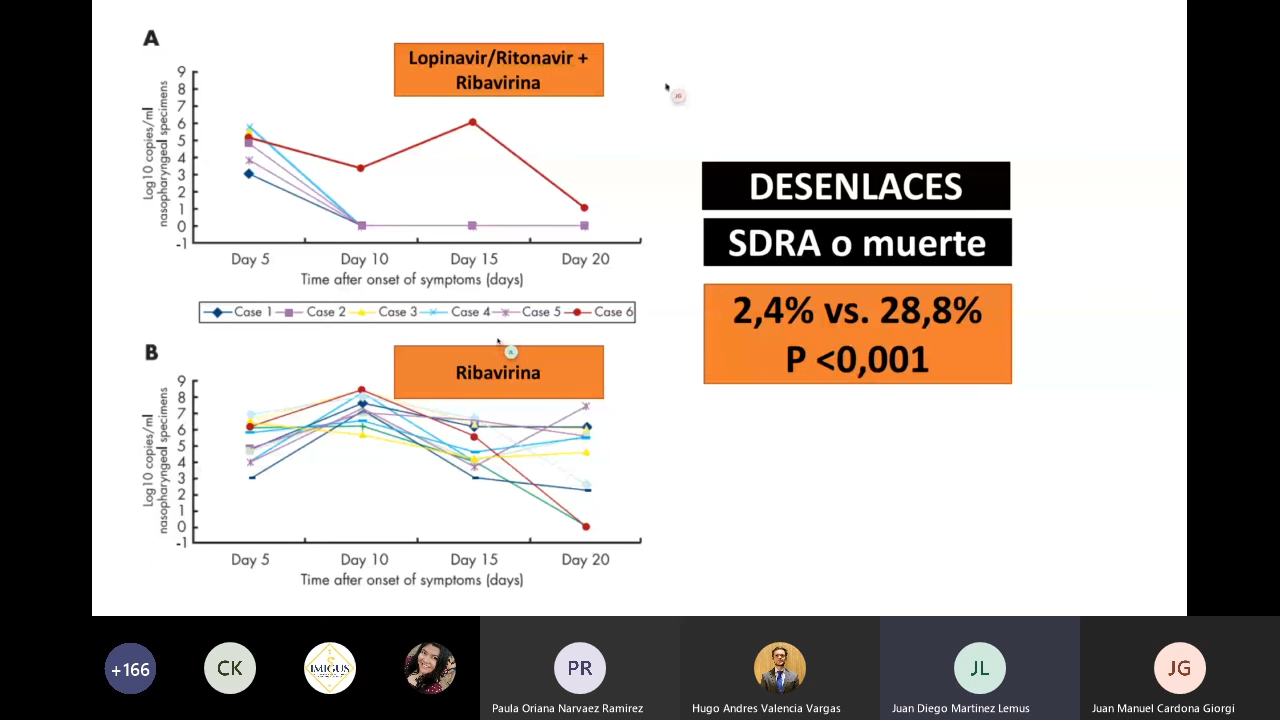 A
Lopinavir/Ritonavir +
Ribavirina
Log10 copies/ml
nasopharyngeal specimens
9
8
7
6
5
4
3
2
1
0
-1
Day 5 Day 10 Day 15 Day 20
Time after onset of symptoms (days)
Case 1 Case 2 Case 3 Case 4 Case 5 Case 6
B
Ribavirina
Log10 copies/ml
nasopharyngeal specimens
9
8
7
6
5
4
3
2
1
0
-1
Day 5 Day 10 Day 15 Day 20
Time after onset of symptoms (days)
JG
JL
DESENLACES
SDRA o muerte
2,4% vs. 28,8%
P <0,001
+166
CK
IMIGUS
PR
JL
JG
Paula Oriana Narvaez Ramirez
Hugo Andres Valencia Vargas
Juan Diego Martinez Lemus
Juan Manuel Cardona Giorgi